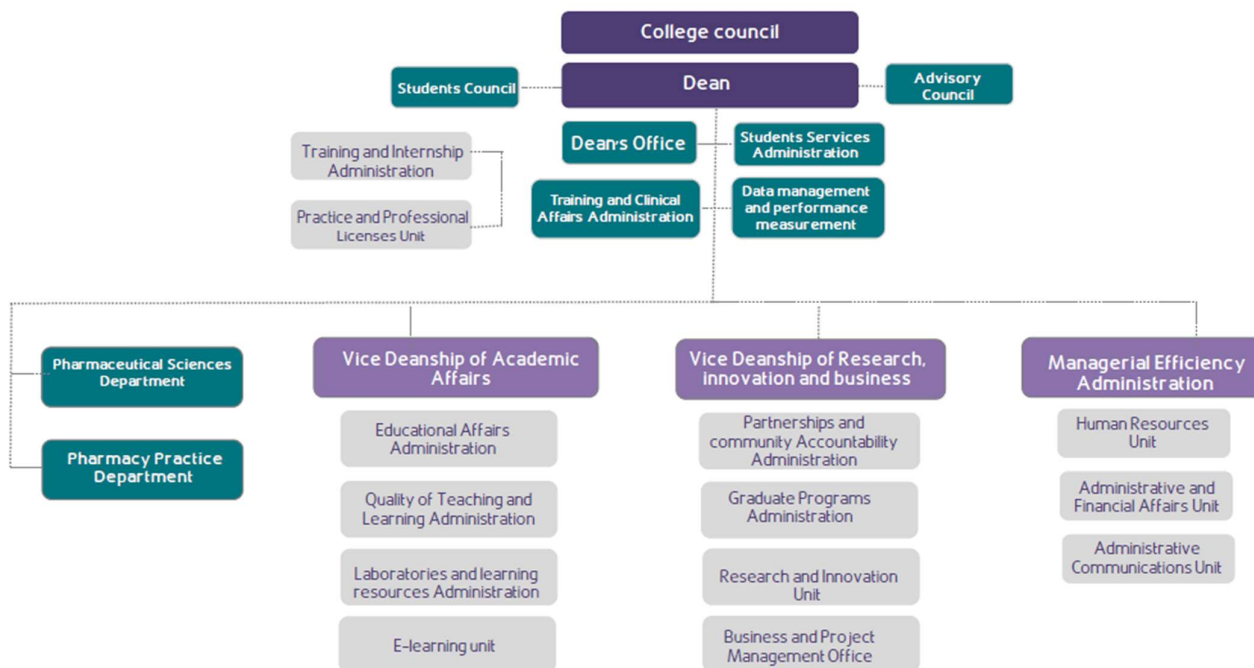 College council
Dean
Students Council
Advisory
Council
Dean's Office
Students Services
Administration
Training and Internship
Administration
Practice and Professional
Licenses Unit
Training and Clinical
Affairs Administration
Data management
and performance
measurement
Pharmaceutical Sciences
Department
Pharmacy Practice
Department
Vice Deanship of Academic
Affairs
Educational Affairs
Administration
Quality of Teaching and
Learning Administration
Laboratories and learning
resources Administration
E-learning unit
Vice Deanship of Research,
innovation and business
Partnerships and
community Accountability
Administration
Graduate Programs
Administration
Research and Innovation
Unit
Business and Project
Management Office
Managerial Efficiency
Administration
Human Resources
Unit
Administrative and
Financial Affairs Unit
Administrative
Communications Unit